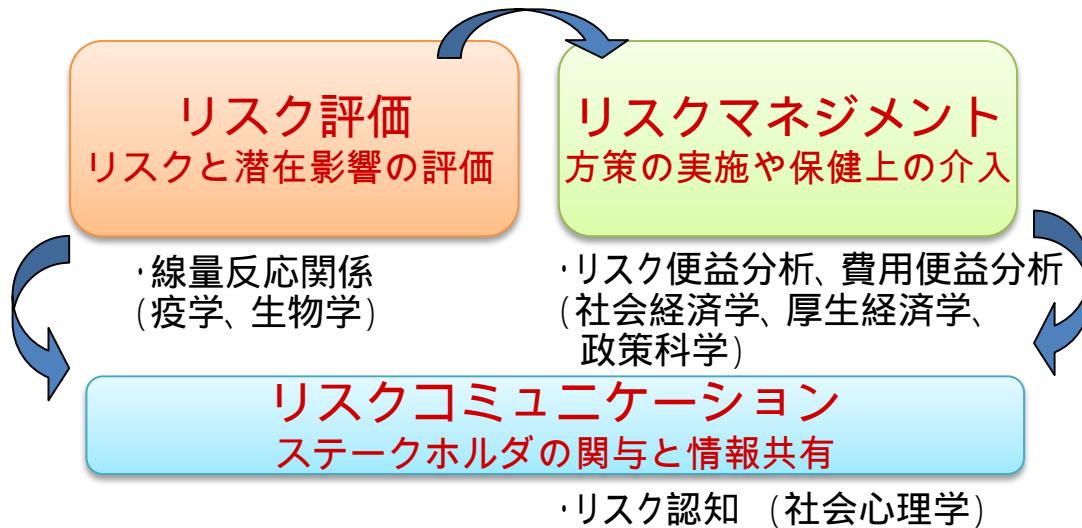 リスク評価
リスクと潜在影響の評価
リスクマネジメント
方策の実施や保健上の介入
･線量反応関係
(疫学、生物学)
･リスク便益分析、費用便益分析
(社会経済学、厚生経済学、
政策科学)
リスクコミュニケーション
ステークホルダの関与と情報共有
･リスク認知 (社会心理学)